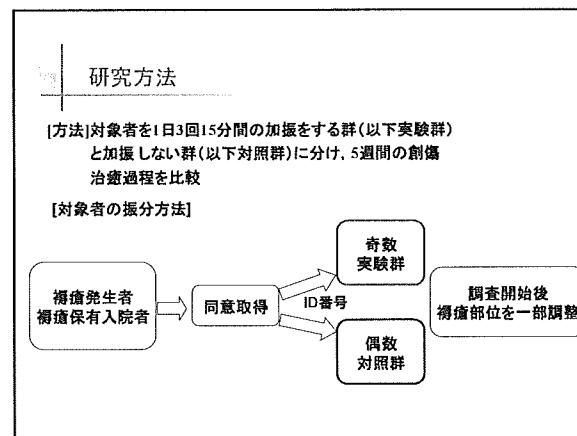 研究方法
[方法]対象者を1日3回15分間の加振をする群(以下実験群)
と加振しない群(以下対照群)に分け，5週間の創傷
治癒過程を比較
[対象者の振分方法]
褥瘡発生者
褥瘡保有入院者
同意取得
ID番号
奇数
実験群
偶数
対照群
調査開始後
褥瘡部位を一部調整